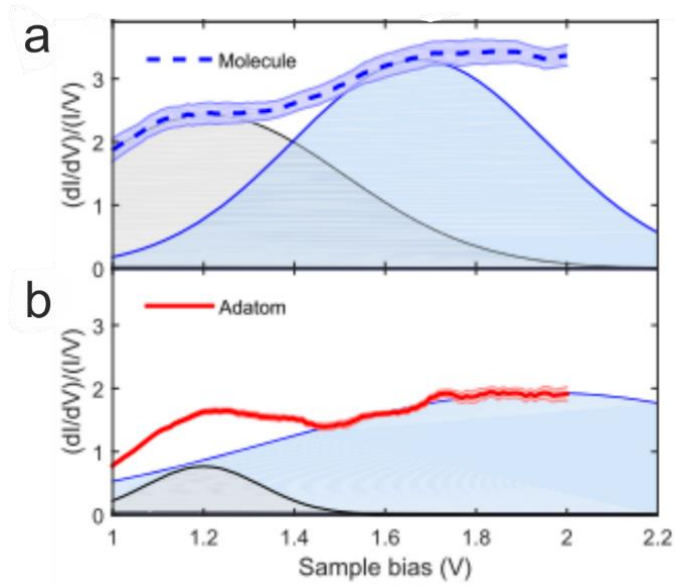 a
Molecule
(dI/dV)/(I/V)
3
2
1
0
b
Adatom
(dI/dV)/(I/V)
3
2
1
0
1 1.2 1.4 1.6 1.8 2 2.2
Sample bias (V)